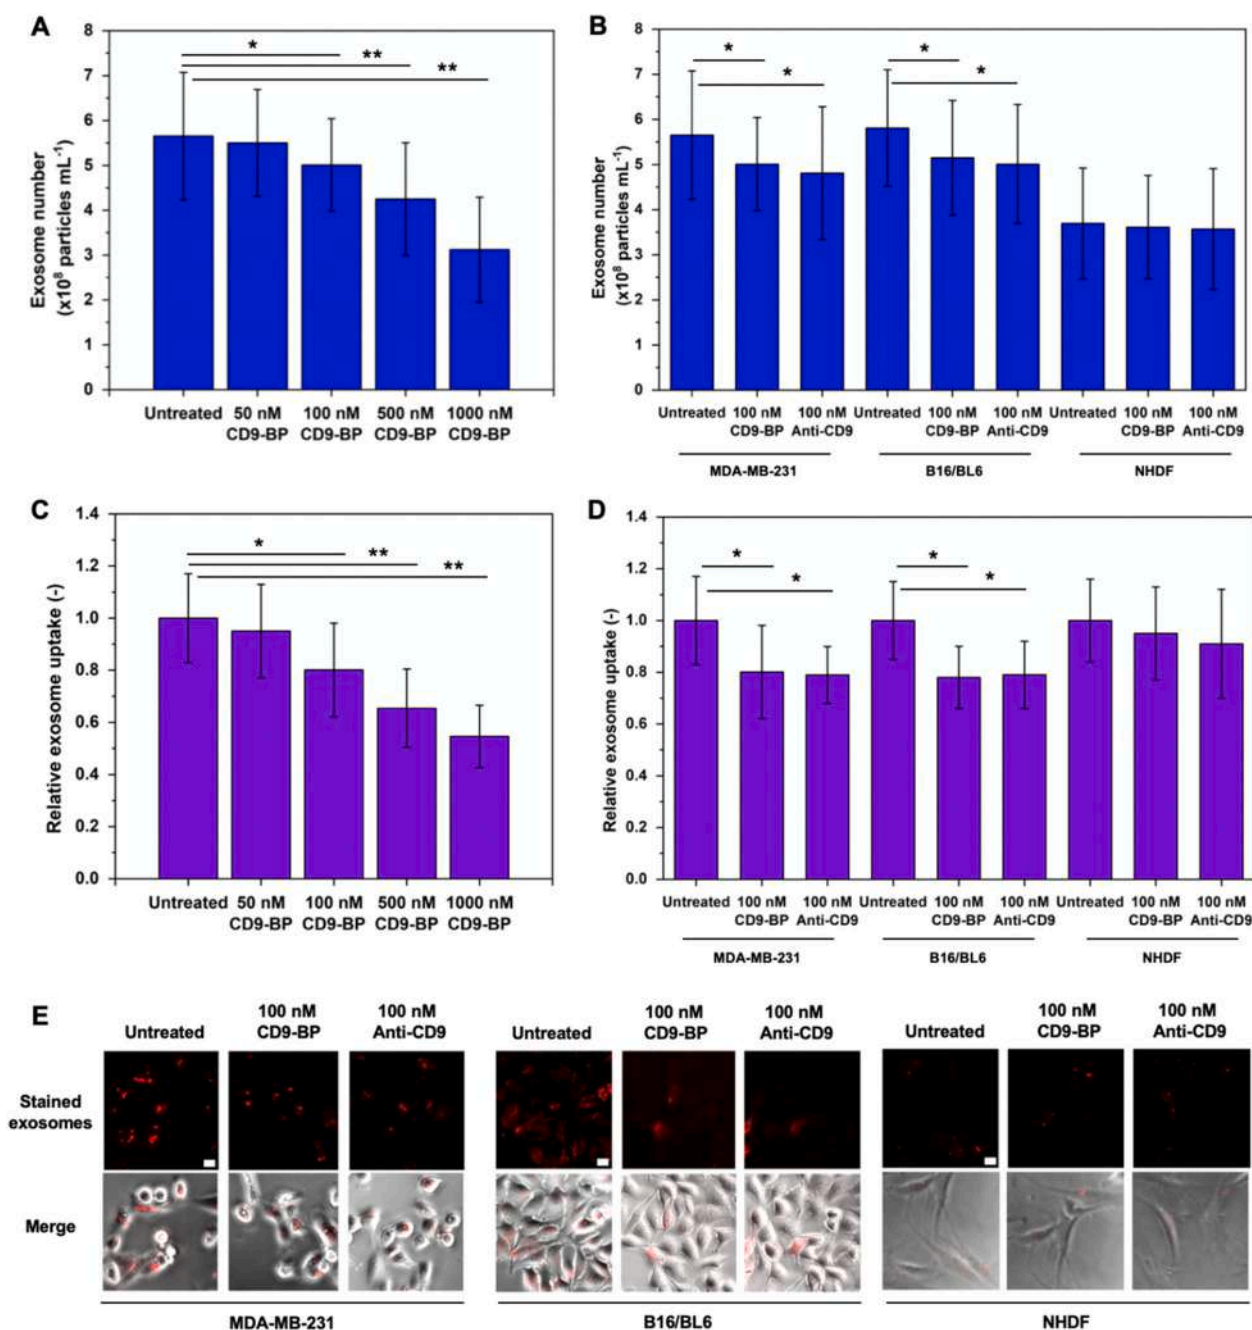 A
8
7
6
5
4
3
2
1
0
Exosome number
(x10⁸ particles mL⁻¹)
*
**
**
Untreated 50 nM 100 nM 500 nM 1000 nM
CD9-BP CD9-BP CD9-BP CD9-BP
B
8
7
6
5
4
3
2
1
0
Exosome number
(x10⁸ particles mL⁻¹)
*
*
*
*
Untreated 100 nM 100 nM Untreated 100 nM 100 nM Untreated 100 nM 100 nM
CD9-BP Anti-CD9 CD9-BP Anti-CD9 CD9-BP Anti-CD9
MDA-MB-231 B16/BL6 NHDF
C
1.4
1.2
1.0
0.8
0.6
0.4
0.2
0.0
Relative exosome uptake (-)
*
**
**
Untreated 50 nM 100 nM 500 nM 1000 nM
CD9-BP CD9-BP CD9-BP CD9-BP
D
1.4
1.2
1.0
0.8
0.6
0.4
0.2
0.0
Relative exosome uptake (-)
*
*
*
*
Untreated 100 nM 100 nM Untreated 100 nM 100 nM Untreated 100 nM 100 nM
CD9-BP Anti-CD9 CD9-BP Anti-CD9 CD9-BP Anti-CD9
MDA-MB-231 B16/BL6 NHDF
E
100 nM 100 nM 100 nM 100 nM 100 nM 100 nM
Untreated CD9-BP Anti-CD9 Untreated CD9-BP Anti-CD9 Untreated CD9-BP Anti-CD9
Stained
exosomes
Merge
MDA-MB-231 B16/BL6 NHDF